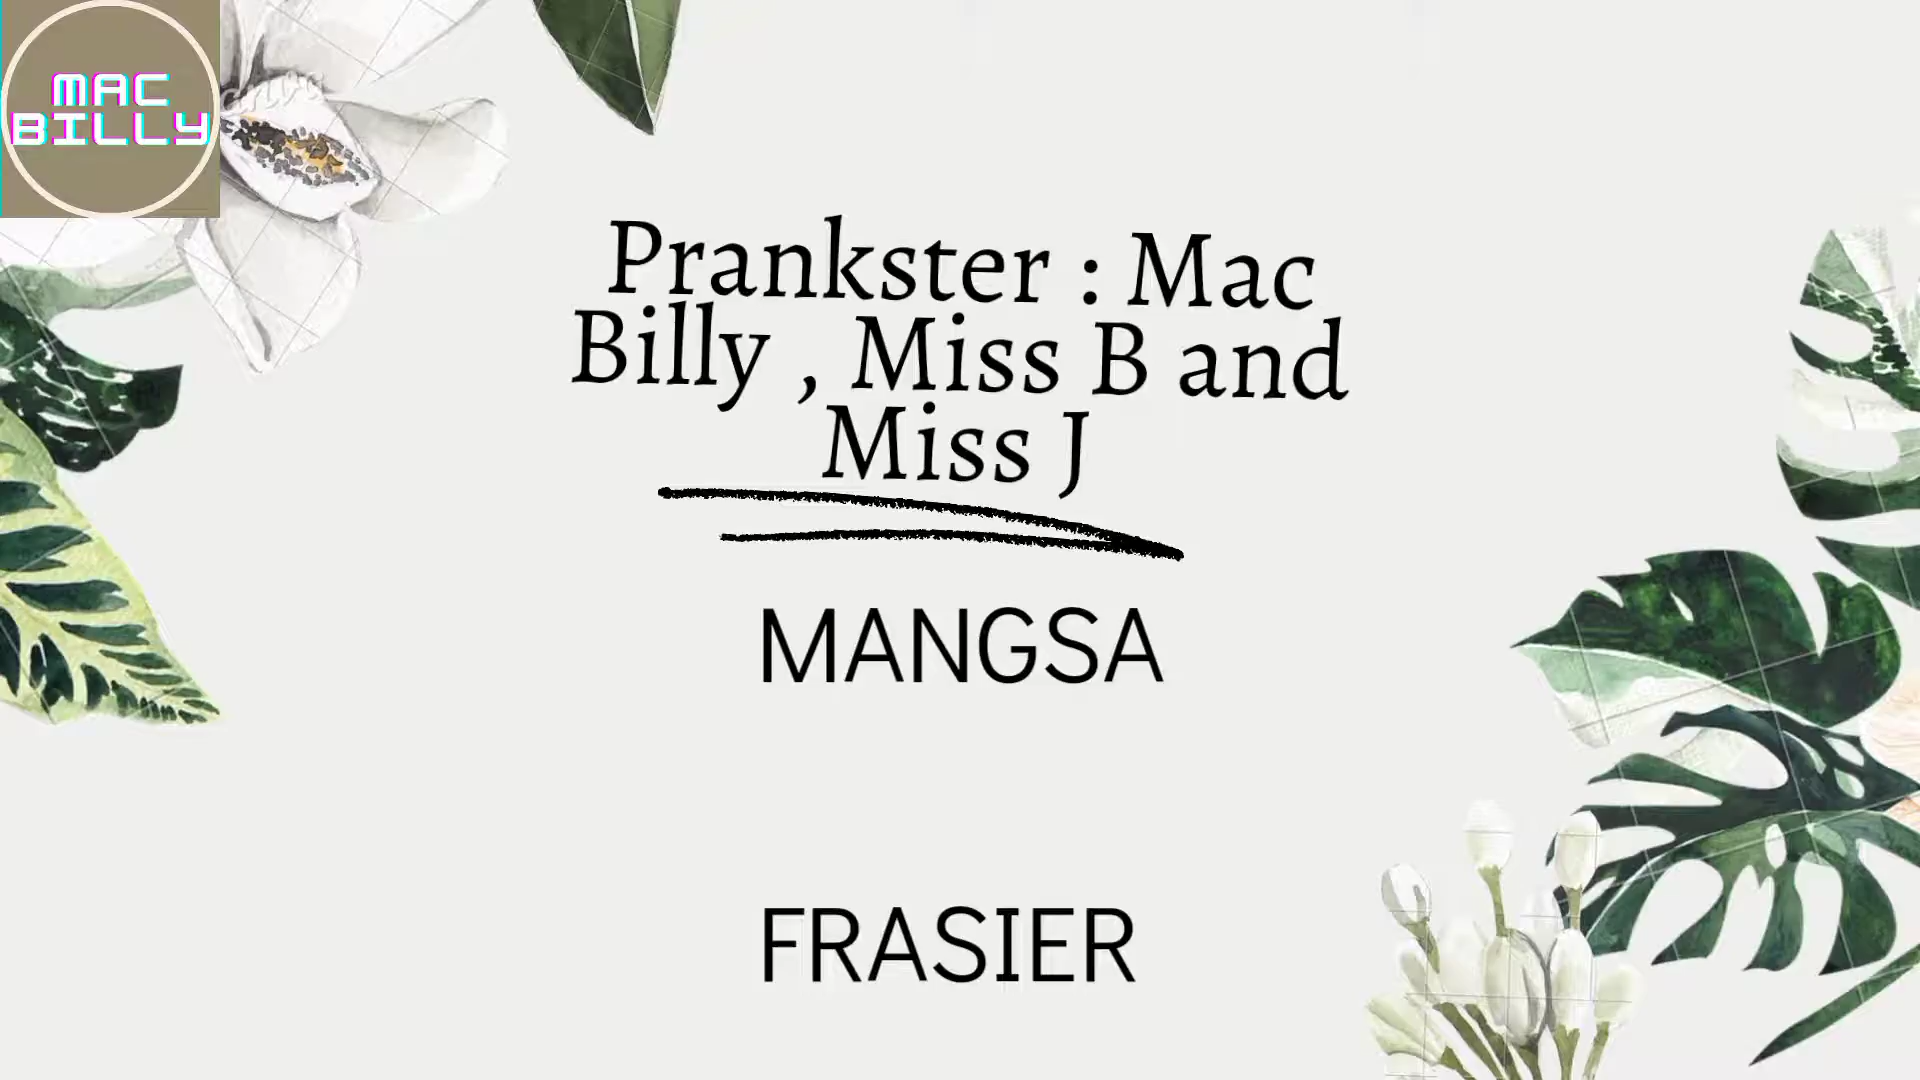 MAC
BILLY
Prankster : Mac
Billy , Miss B and
Miss J
MANGSA
FRASIER